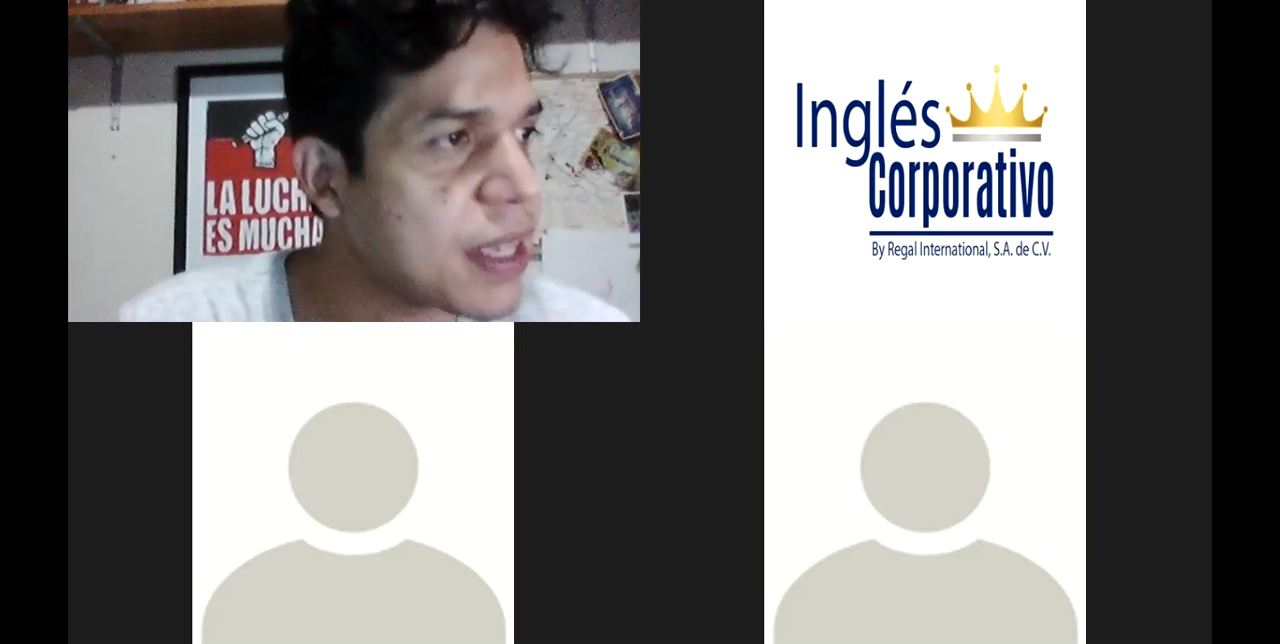 LA LUCHA
ES MUCHA
Inglés
Corporativo
By Regal International, S.A. de C.V.